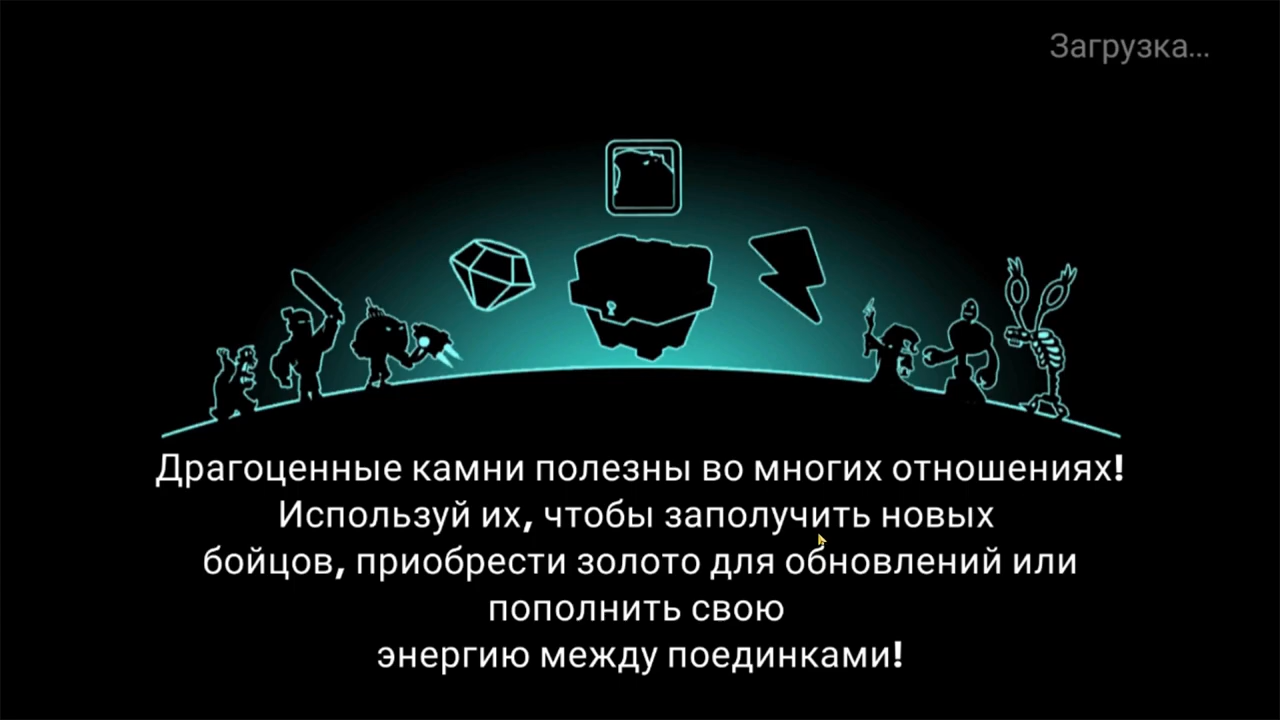 Загрузка...
Драгоценные камни полезны во многих отношениях!
Используй их, чтобы заполучить новых
бойцов, приобрести золото для обновлений или
пополнить свою
энергию между поединками!